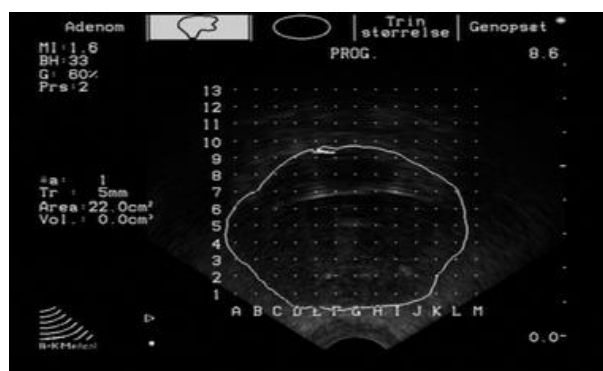 Adenom
Trin størrelse
Genopsæt *
MI:1.6
BH:33
G: 60%
Prs:2
PROG.
8.6
13
12
11
10
9
8
7
6
5
4
3
2
1
1
Tr : 5mm
Area:22.0cm²
Vol.: 0.0cm³
A B C D E F G H I J K L M
B-K Medical
0.0-